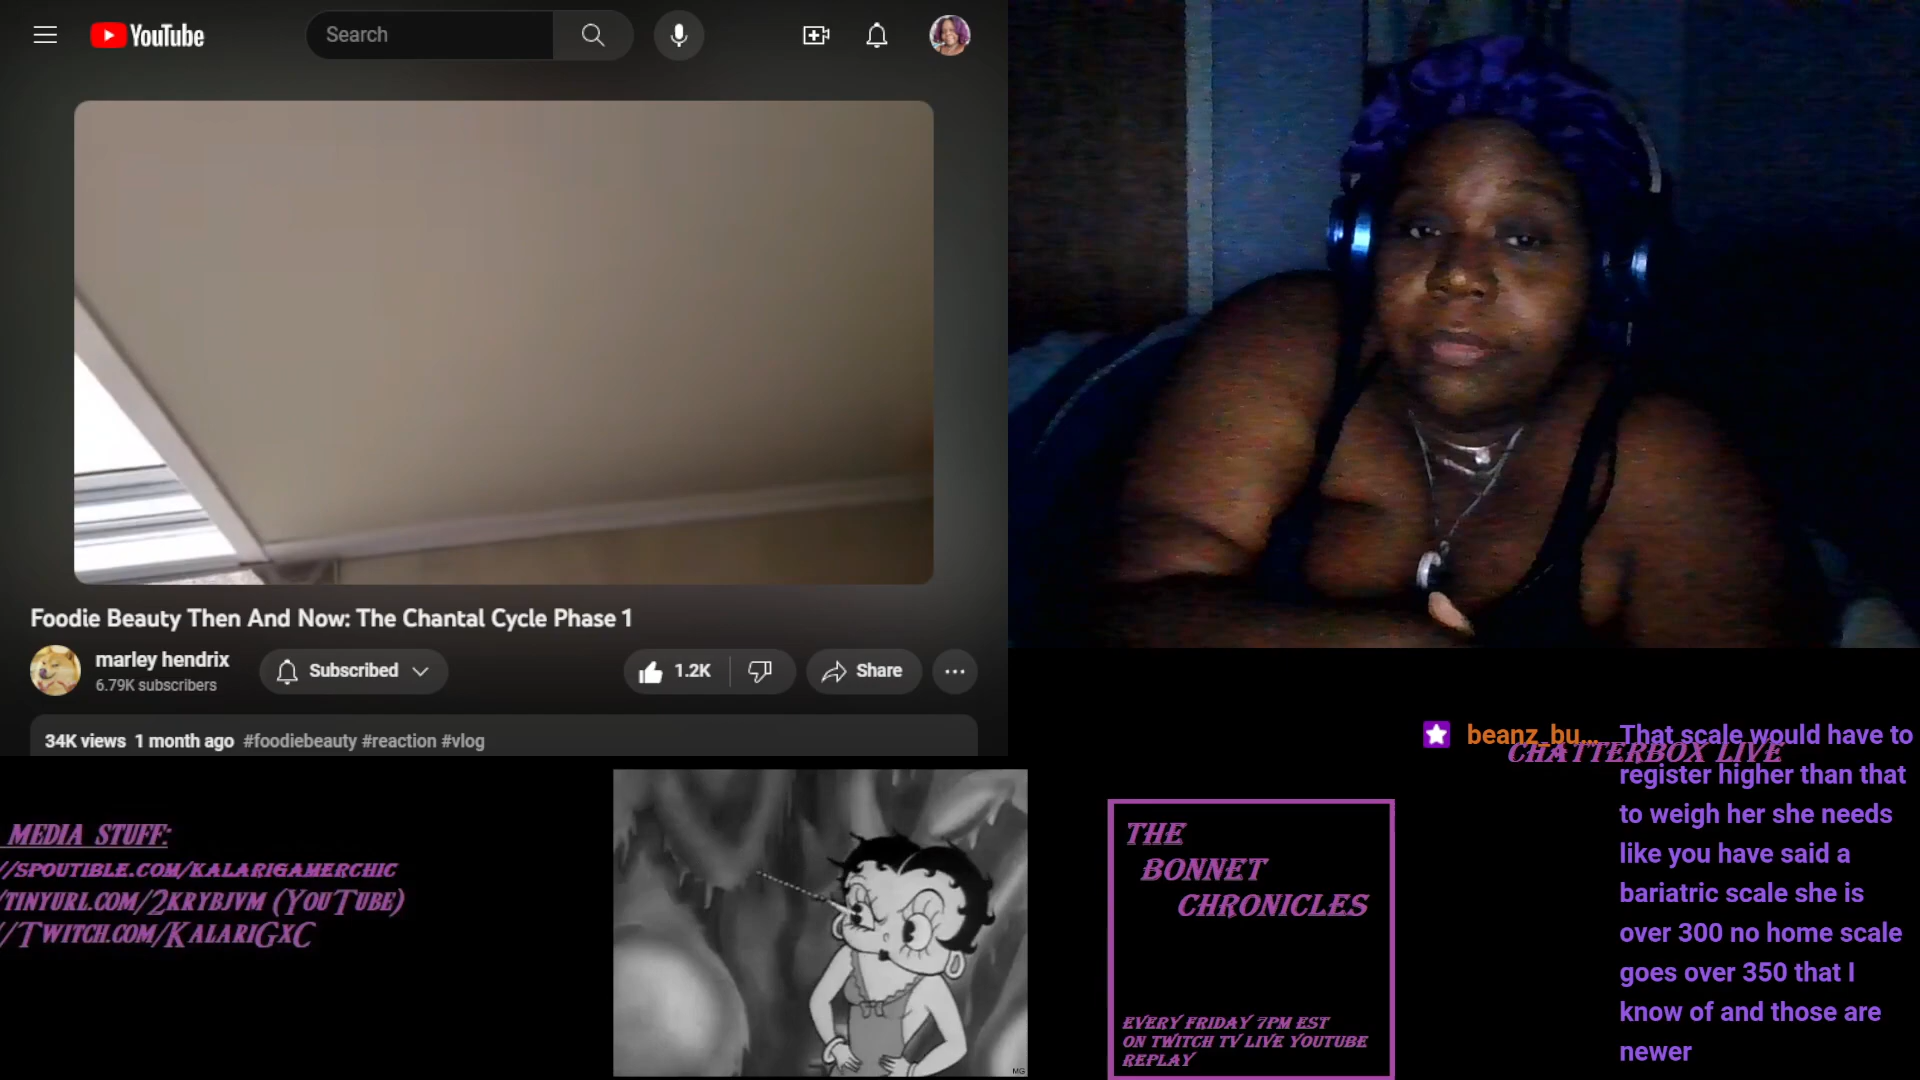 YouTube
Search
Foodie Beauty Then And Now: The Chantal Cycle Phase 1
marley hendrix
6.79K subscribers
Subscribed
1.2K
Share
34K views 1 month ago #foodiebeauty #reaction #vlog
MEDIA STUFF:
//SPOUTIBLE.COM/KALARIGAMERCHIC
/TINYURL.COM/2KRYBJVM (YOUTUBE)
//TWITCH.COM/KALARIGXC
MG
THE
BONNET
CHRONICLES
EVERY FRIDAY 7PM EST
ON TWITCH TV LIVE YOUTUBE
REPLAY
CHATTERBOX LIVE
beanz_bu... That scale would have to
register higher than that
to weigh her she needs
like you have said a
bariatric scale she is
over 300 no home scale
goes over 350 that I
know of and those are
newer